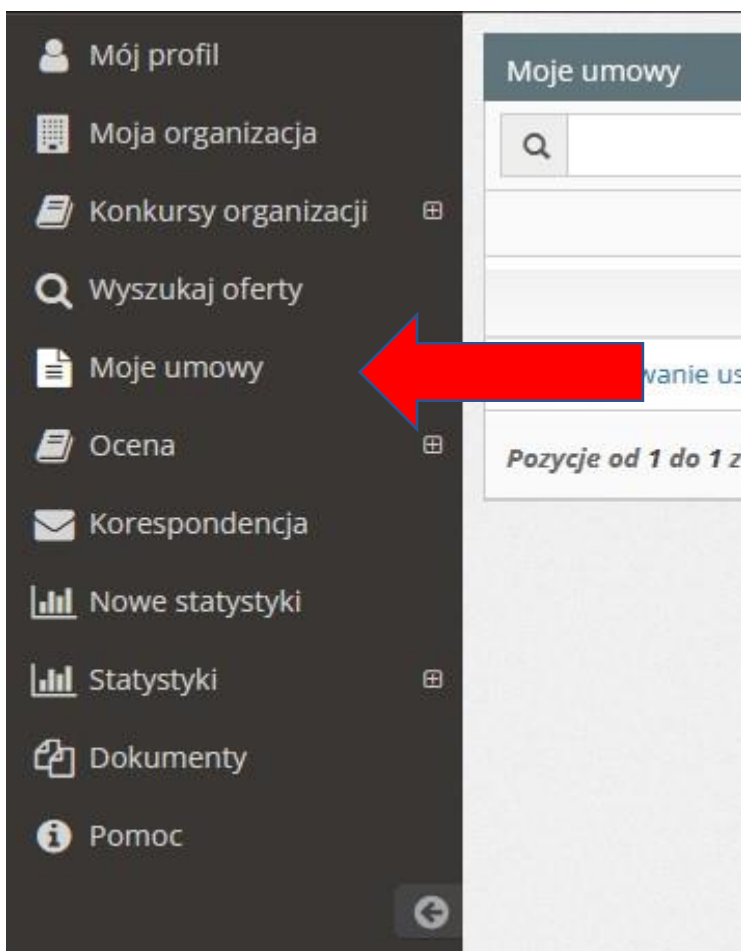 Mój profil
Moja organizacja
Konkursy organizacji
Wyszukaj oferty
Moje umowy
Ocena
Korespondencja
Nowe statystyki
Statystyki
Dokumenty
Pomoc
Moje umowy
Pozycje od 1 do 1 z